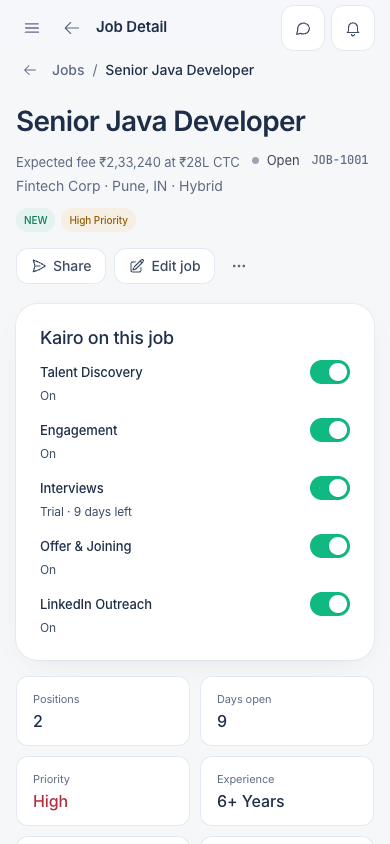 Job Detail
Jobs / Senior Java Developer
Senior Java Developer
Expected fee ₹2,33,240 at ₹28L CTC Open JOB-1001
Fintech Corp · Pune, IN · Hybrid
NEW High Priority
Share Edit job
Kairo on this job
Talent Discovery
On
Engagement
On
Interviews
Trial · 9 days left
Offer & Joining
On
LinkedIn Outreach
On
Positions Days open
2 9
Priority Experience
High 6+ Years